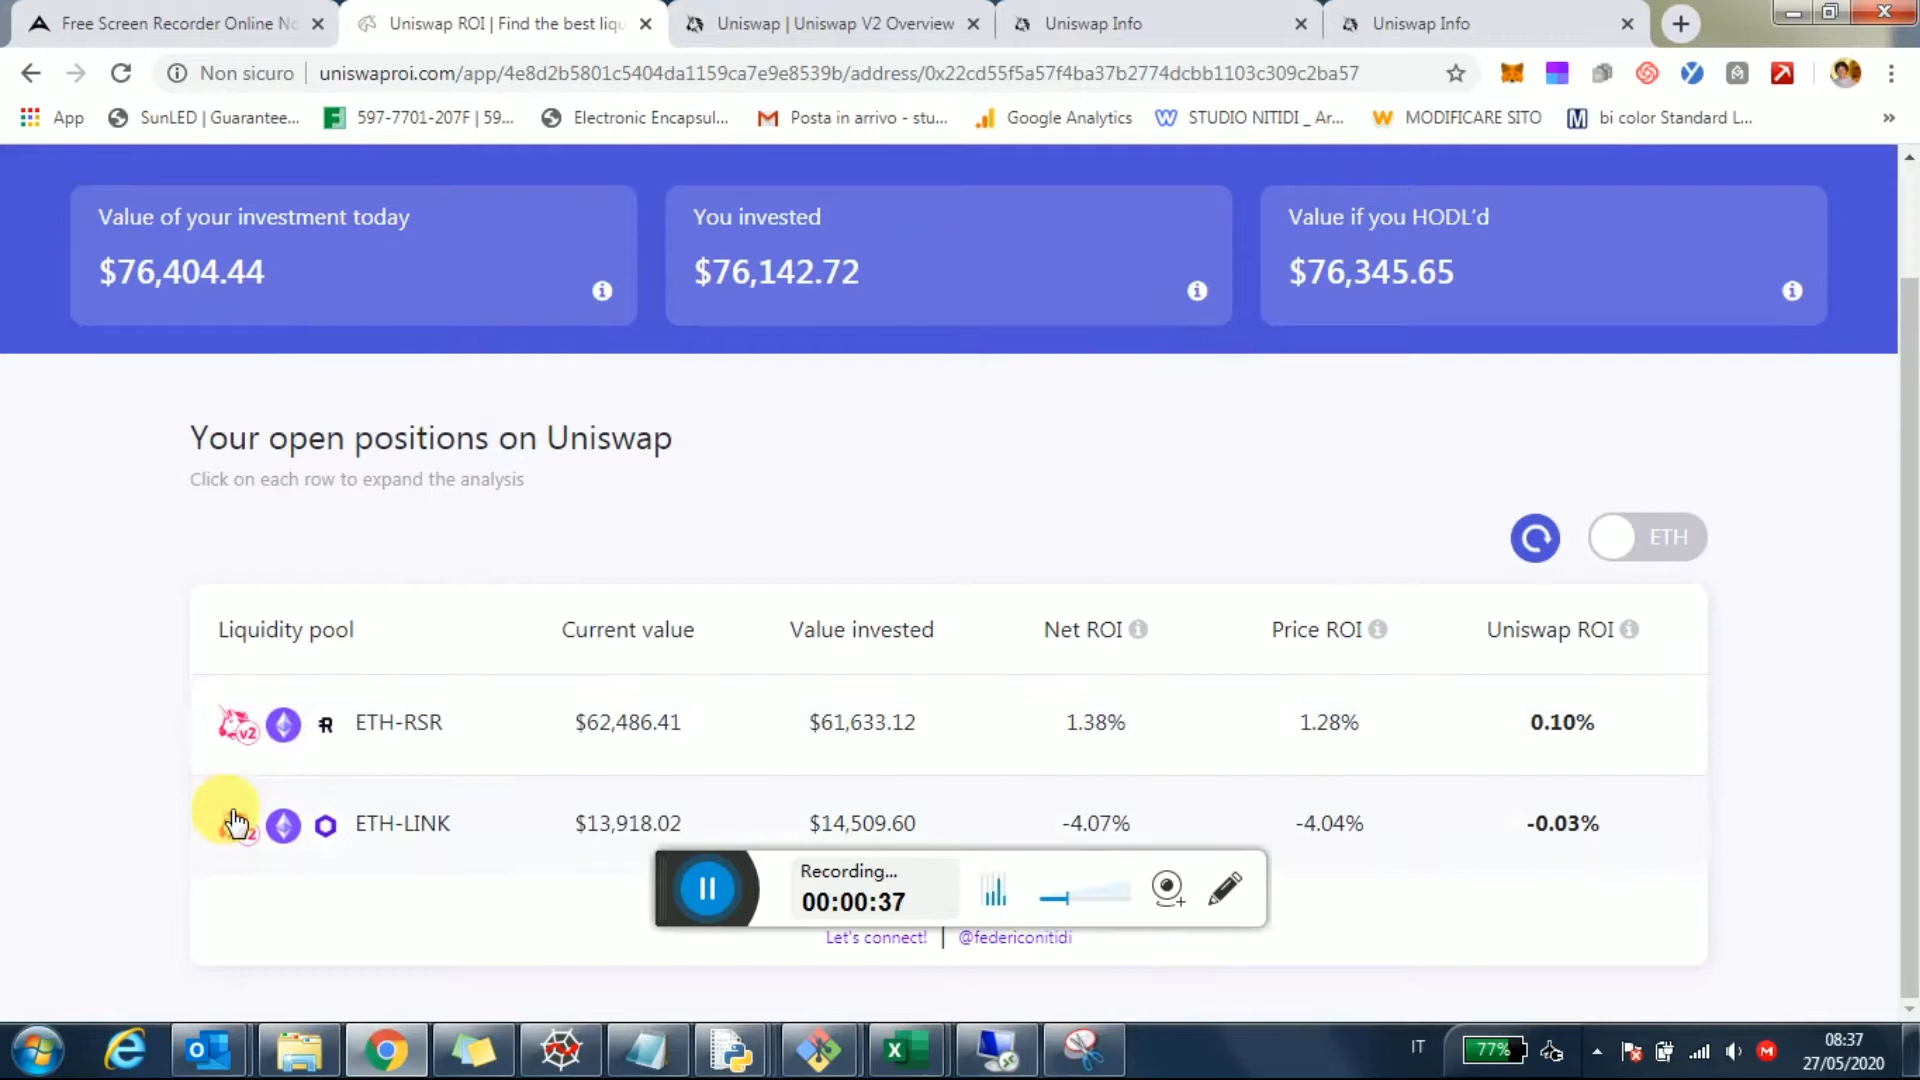 Free Screen Recorder Online No
Uniswap ROI | Find the best liqu
Uniswap | Uniswap V2 Overview
Uniswap Info
Uniswap Info
Non sicuro
uniswaproi.com/app/4e8d2b5801c5404da1159ca7e9e8539b/address/0x22cd55f5a57f4ba37b2774dcbb1103c309c2ba57
App
SunLED | Guarantee...
597-7701-207F | 59...
Electronic Encapsul...
Posta in arrivo - stu...
Google Analytics
STUDIO NITIDI _ Ar...
MODIFICARE SITO
bi color Standard L...
»
Value of your investment today
$76,404.44
You invested
$76,142.72
Value if you HODL'd
$76,345.65
Your open positions on Uniswap
Click on each row to expand the analysis
ETH
Liquidity pool
Current value
Value invested
Net ROI
Price ROI
Uniswap ROI
v2
ETH-RSR
$62,486.41
$61,633.12
1.38%
1.28%
0.10%
ETH-LINK
$13,918.02
$14,509.60
-4.07%
-4.04%
-0.03%
Recording...
00:00:37
Let's connect! | @federiconitidi
IT
77%
08:37
27/05/2020